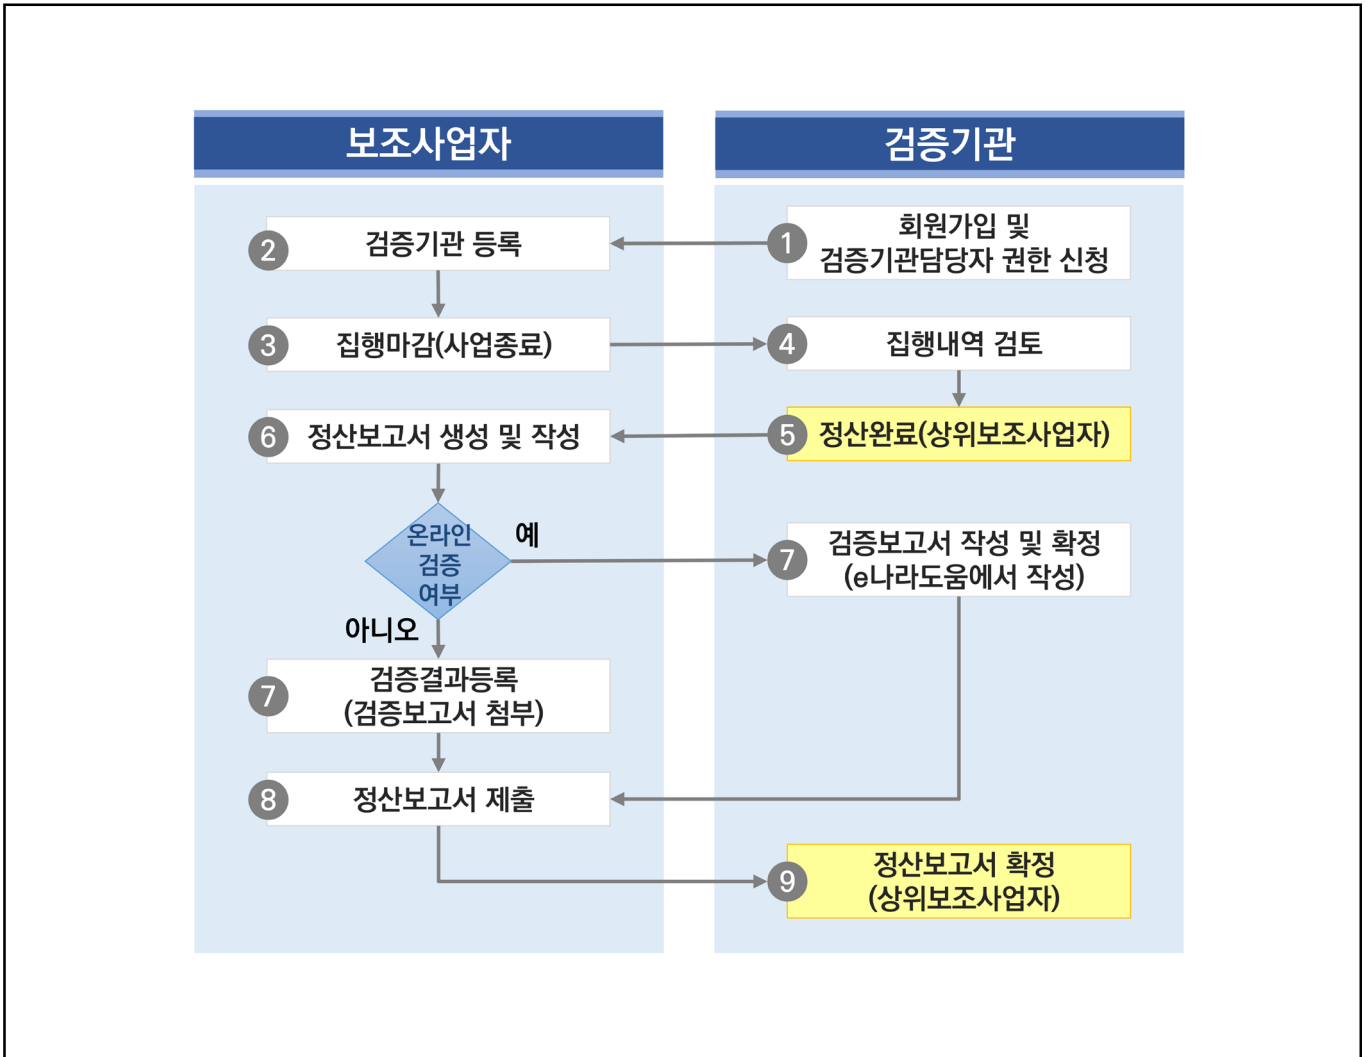 보조사업자
검증기관
1
회원가입 및
검증기관담당자 권한 신청
2
검증기관 등록
3
집행마감(사업종료)
4
집행내역 검토
5
정산완료(상위보조사업자)
6
정산보고서 생성 및 작성
온라인
검증
여부
예
아니오
7
검증보고서 작성 및 확정
(e나라도움에서 작성)
7
검증결과등록
(검증보고서 첨부)
8
정산보고서 제출
9
정산보고서 확정
(상위보조사업자)